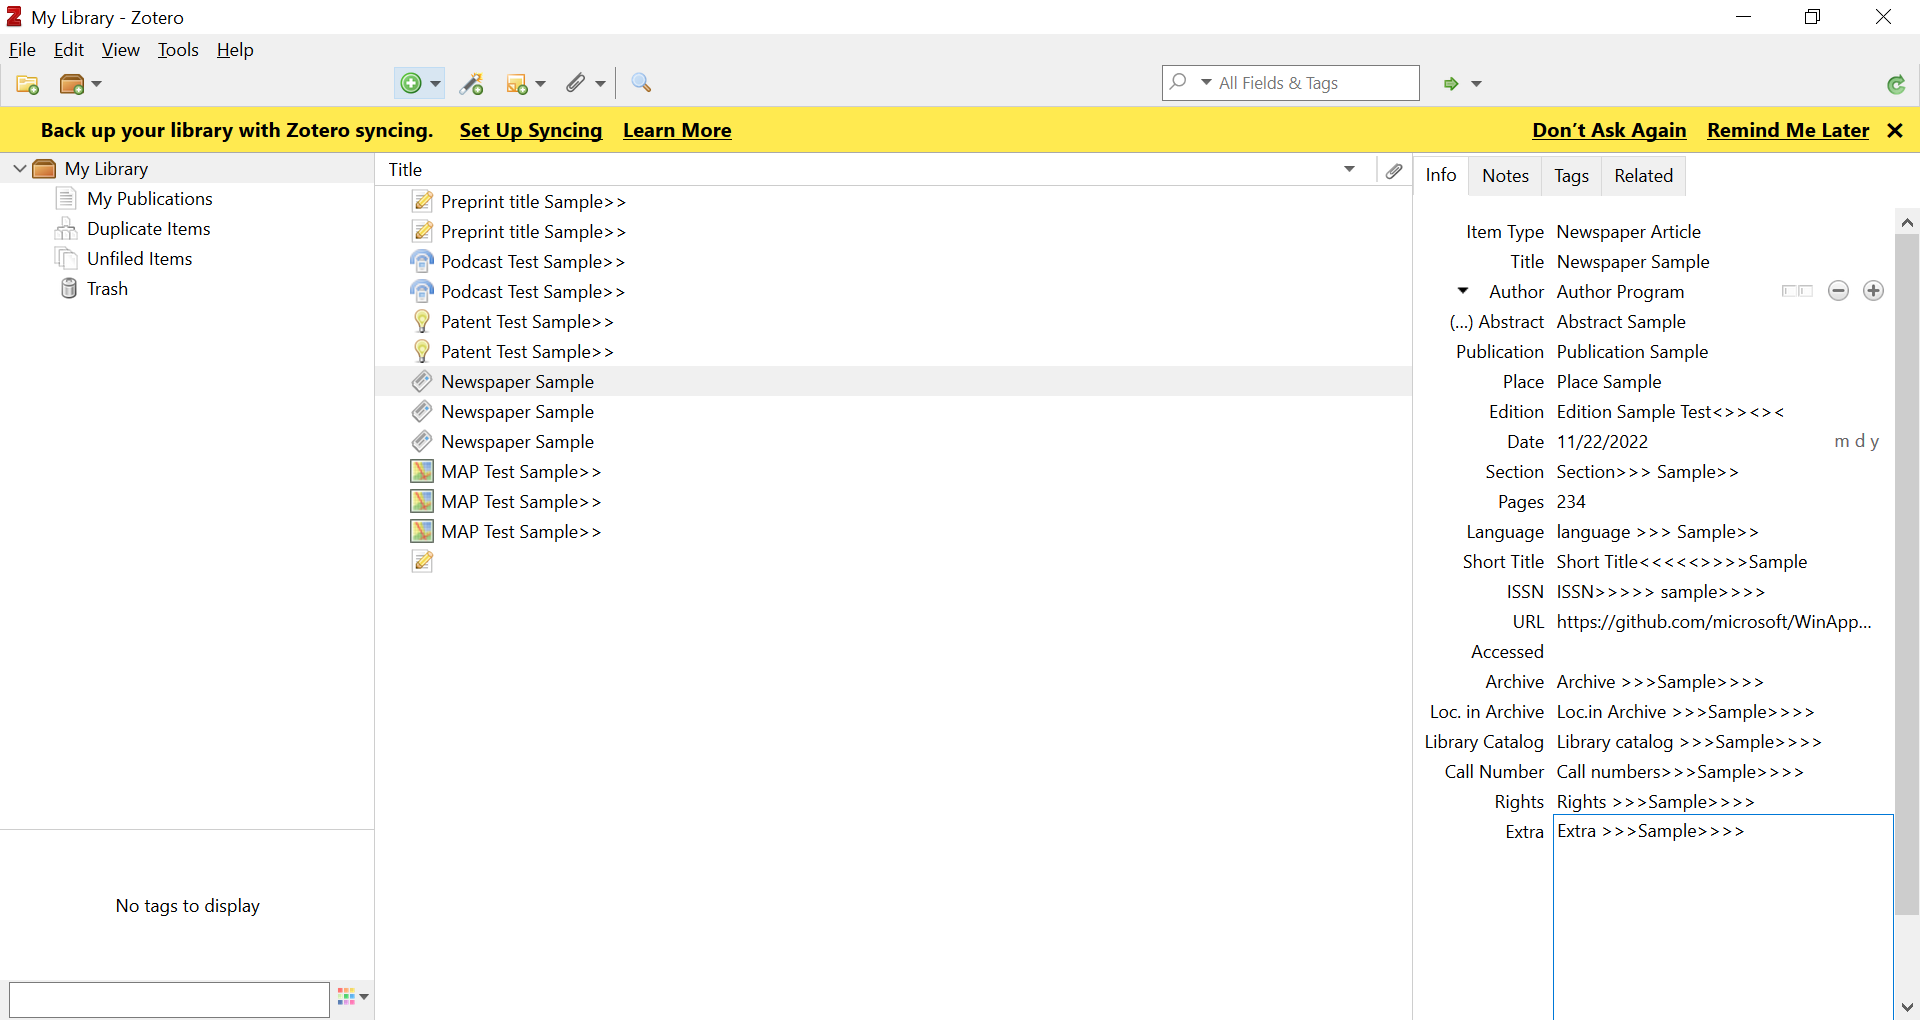 My Library - Zotero
File Edit View Tools Help
All Fields & Tags
Back up your library with Zotero syncing. Set Up Syncing Learn More Don't Ask Again Remind Me Later
My Library
My Publications
Duplicate Items
Unfiled Items
Trash
No tags to display
Title
Preprint title Sample>>
Preprint title Sample>>
Podcast Test Sample>>
Podcast Test Sample>>
Patent Test Sample>>
Patent Test Sample>>
Newspaper Sample
Newspaper Sample
Newspaper Sample
MAP Test Sample>>
MAP Test Sample>>
MAP Test Sample>>
Info Notes Tags Related
Item Type Newspaper Article
Title Newspaper Sample
Author Author Program
(...) Abstract Abstract Sample
Publication Publication Sample
Place Place Sample
Edition Edition Sample Test<>><><
Date 11/22/2022 m d y
Section Section>>> Sample>>
Pages 234
Language language >>> Sample>>
Short Title Short Title<<<<<>>>>Sample
ISSN ISSN>>>>> sample>>>>
URL https://github.com/microsoft/WinApp...
Accessed
Archive Archive >>>Sample>>>>
Loc. in Archive Loc.in Archive >>>Sample>>>>
Library Catalog Library catalog >>>Sample>>>>
Call Number Call numbers>>>Sample>>>>
Rights Rights >>>Sample>>>>
Extra Extra >>>Sample>>>>